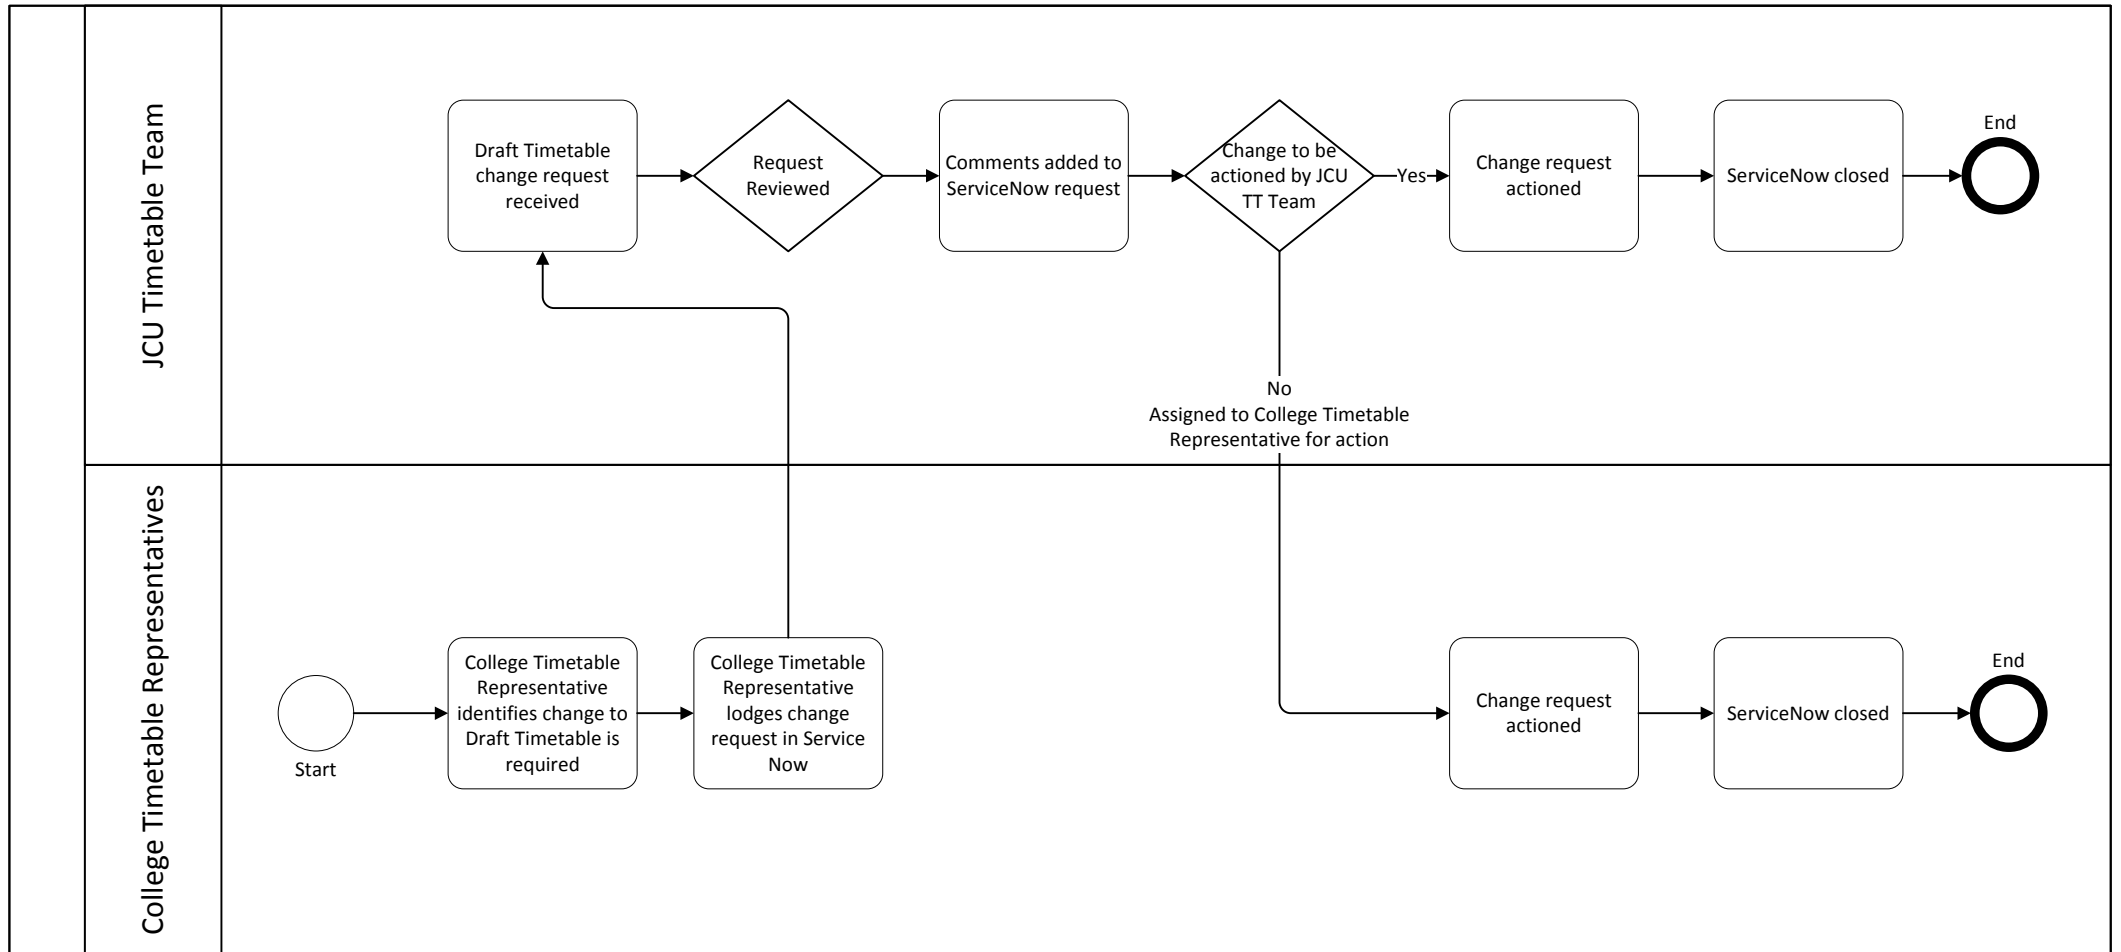 JCU Timetable Team
Draft Timetable
change request
received
Request
Reviewed
Comments added to
ServiceNow request
Change to be
actioned by JCU
TT Team
Yes
Change request
actioned
ServiceNow closed
End
No
Assigned to College Timetable
Representative for action
College Timetable Representatives
Start
College Timetable
Representative
identifies change to
Draft Timetable is
required
College Timetable
Representative
lodges change
request in Service
Now
Change request
actioned
ServiceNow closed
End